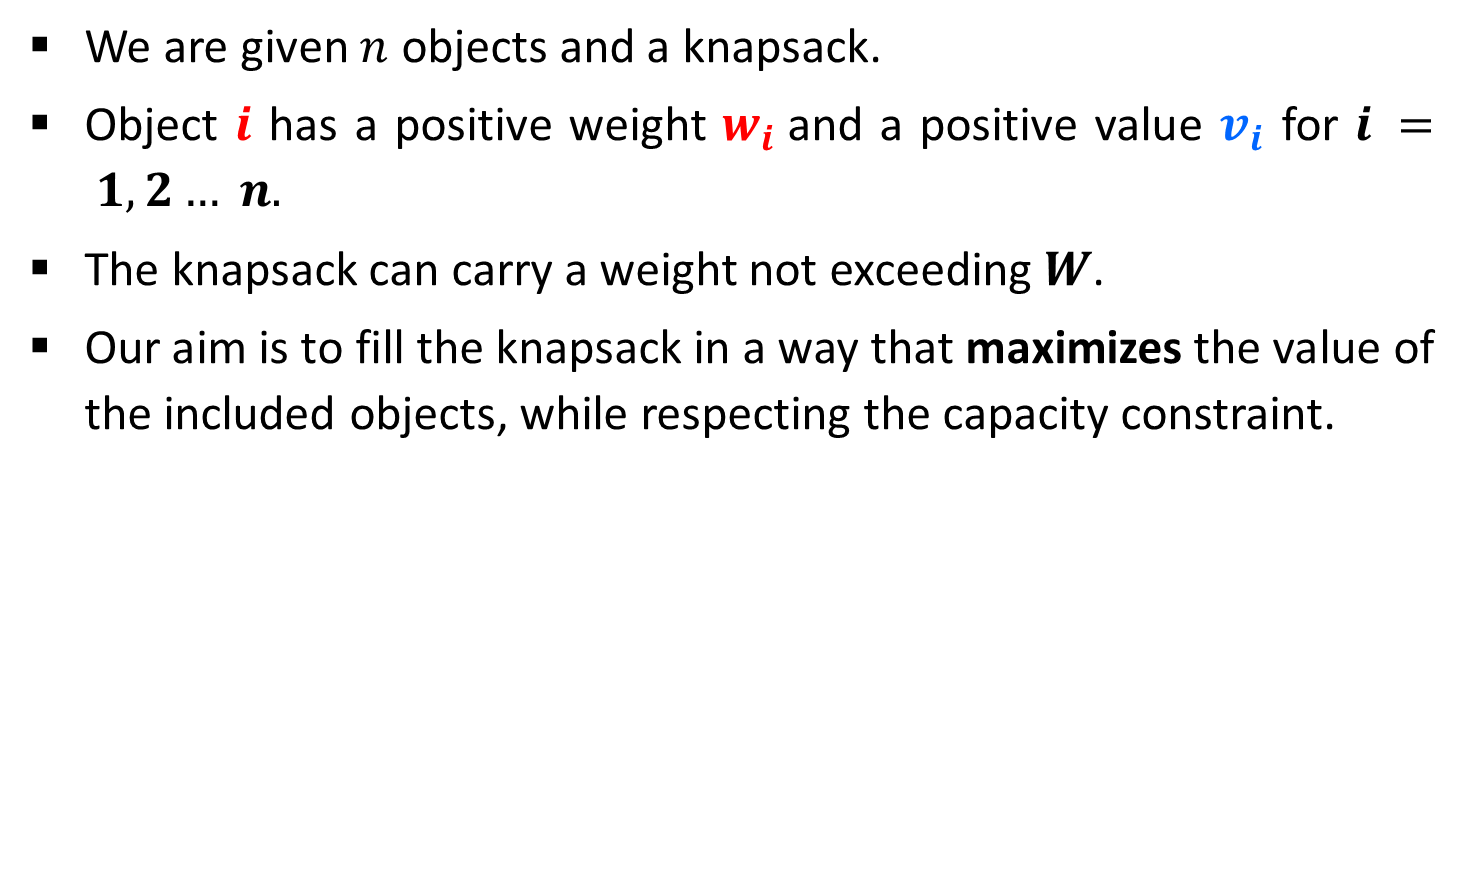 ▪ We are given n objects and a knapsack.
▪ Object i has a positive weight wᵢ and a positive value vᵢ for i =
1, 2 … n.
▪ The knapsack can carry a weight not exceeding W.
▪ Our aim is to fill the knapsack in a way that maximizes the value of
the included objects, while respecting the capacity constraint.